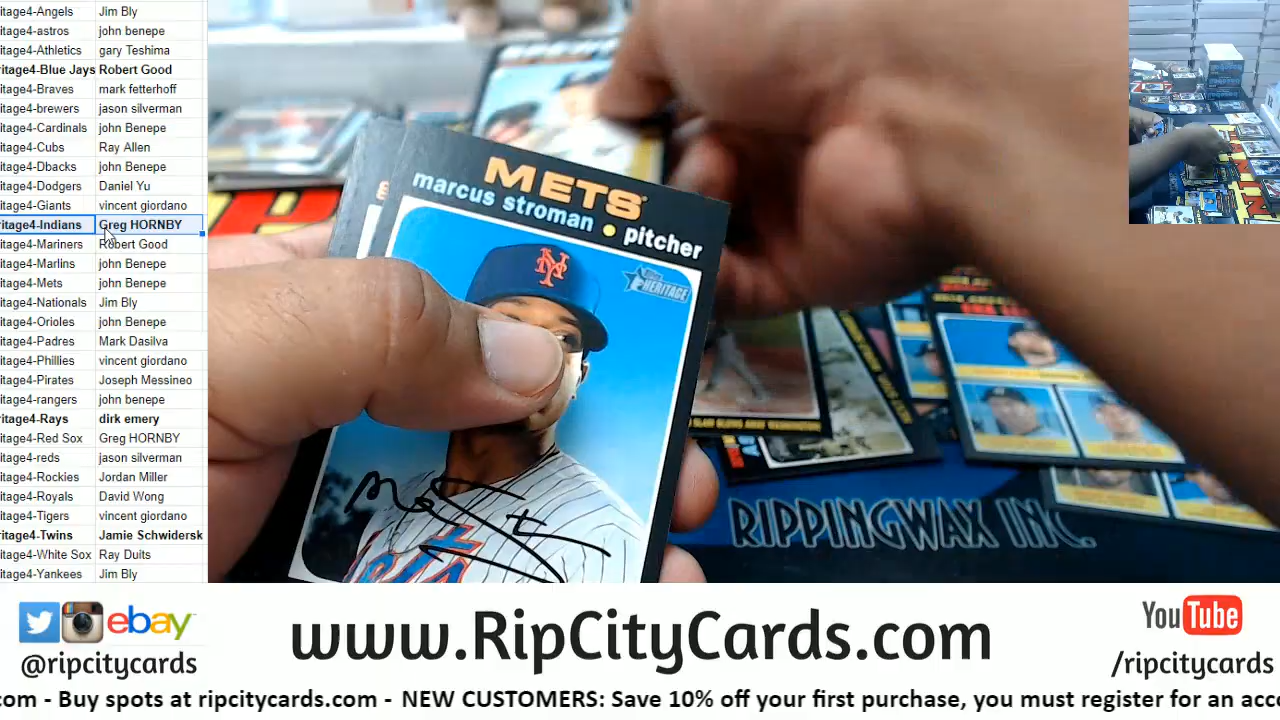 itage4-Angels Jim Bly
itage4-astros john benepe
itage4-Athletics gary Teshima
itage4-Blue Jays Robert Good
itage4-Braves mark fetterhoff
itage4-brewers jason silverman
itage4-Cardinals john Benepe
itage4-Cubs Ray Allen
itage4-Dbacks john Benepe
itage4-Dodgers Daniel Yu
itage4-Giants vincent giordano
ritage4-Indians Greg HORNBY
itage4-Mariners Robert Good
itage4-Marlins john Benepe
itage4-Mets john Benepe
itage4-Nationals Jim Bly
itage4-Orioles john Benepe
itage4-Padres Mark Dasilva
itage4-Phillies vincent giordano
itage4-Pirates Joseph Messineo
itage4-rangers john benepe
itage4-Rays dirk emery
itage4-Red Sox Greg HORNBY
itage4-reds jason silverman
itage4-Rockies Jordan Miller
itage4-Royals David Wong
itage4-Tigers vincent giordano
itage4-Twins Jamie Schwidersk
itage4-White Sox Ray Duits
itage4-Yankees Jim Bly
METS
marcus stroman • pitcher
Topps
HERITAGE
RIPPINGWAX INC.
ebay
@ripcitycards
www.RipCityCards.com
YouTube
/ripcitycards
com - Buy spots at ripcitycards.com - NEW CUSTOMERS: Save 10% off your first purchase, you must register for an acc